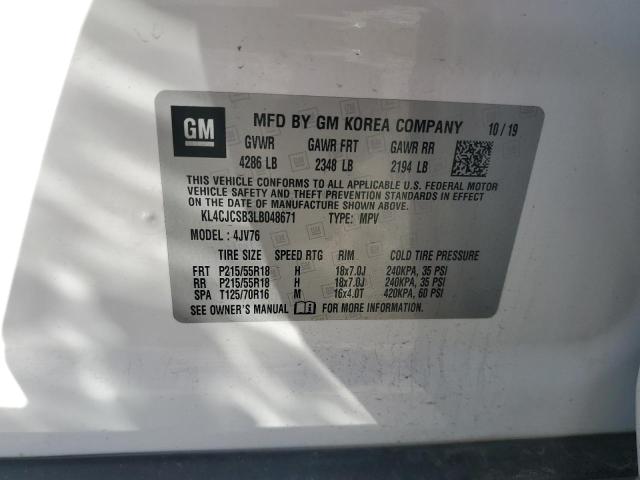 GM MFD BY GM KOREA COMPANY 10/19
GVWR GAWR FRT GAWR RR
4286 LB 2348 LB 2194 LB
THIS VEHICLE CONFORMS TO ALL APPLICABLE U.S. FEDERAL MOTOR
VEHICLE SAFETY AND THEFT PREVENTION STANDARDS IN EFFECT ON
THE DATE OF MANUFACTURE SHOWN ABOVE.
KL4CJCSB3LB048671 TYPE: MPV
MODEL: 4JV76
TIRE SIZE SPEED RTG RIM COLD TIRE PRESSURE
FRT P215/55R18 H 18x7.0J 240KPA, 35 PSI
RR P215/55R18 H 18x7.0J 240KPA, 35 PSI
SPA T125/70R16 M 16x4.0T 420KPA, 60 PSI
SEE OWNER'S MANUAL FOR MORE INFORMATION.